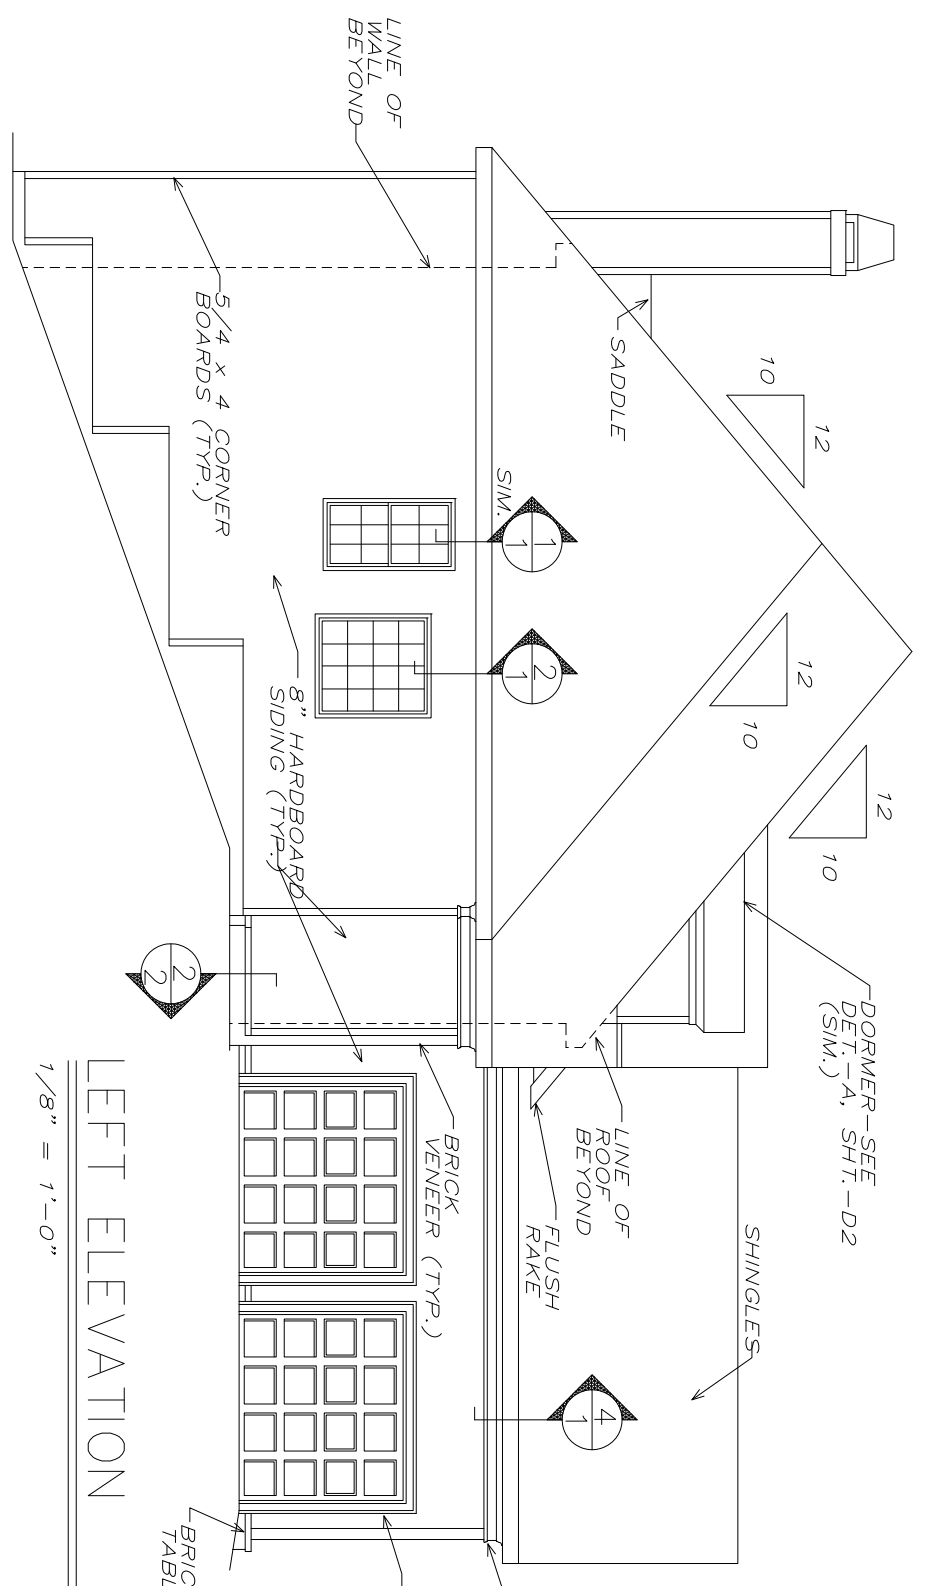 LINE OF
WALL
BEYOND
5/4 x 4 CORNER
BOARDS (TYP.)
SADDLE
10
12
SIM.
1
1
2
1
12
10
12
10
8" HARDBOARD
SIDING (TYP.)
2
2
DORMER-SEE
DET.-A, SHT.-D2
(SIM.)
LINE OF
ROOF
BEYOND
FLUSH
RAKE
BRICK
VENEER (TYP.)
SHINGLES
4
1
LEFT ELEVATION
1/8" = 1'-0"